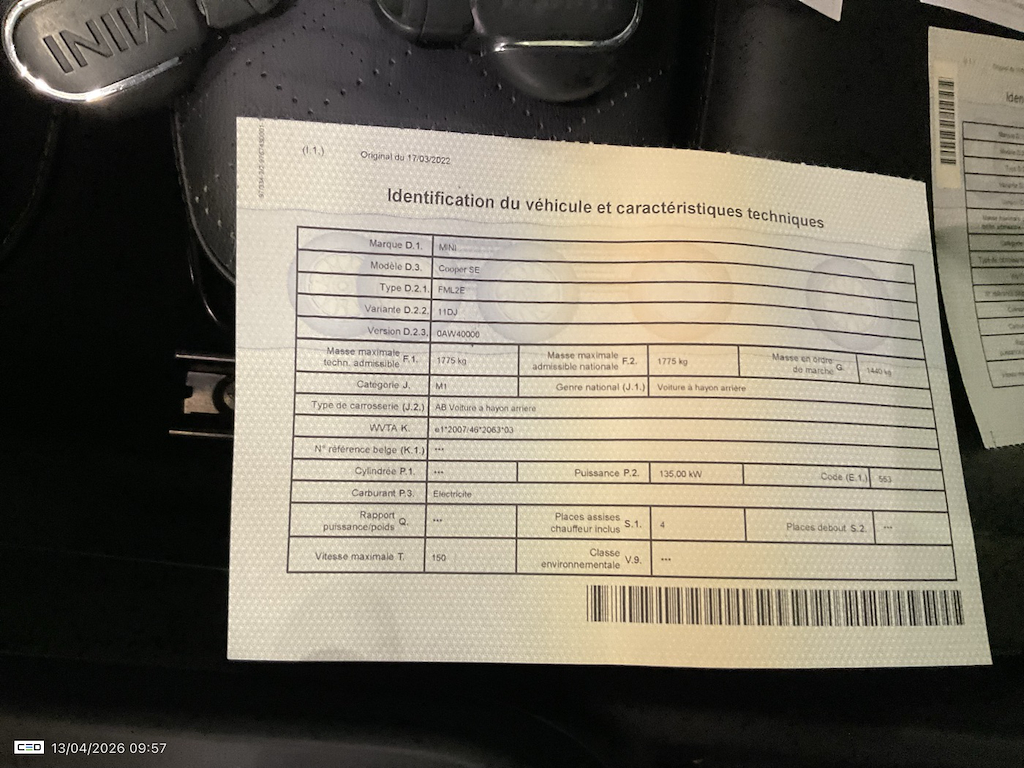 MINI
(I.1.) Original du 17/03/2022
Identification du véhicule et caractéristiques techniques
Marque D.1. MINI
Modèle D.3. Cooper SE
Type D.2.1. FML2E
Variante D.2.2. 11DJ
Version D.2.3. 0AW40000
Masse maximale techn. admissible F.1. 1775 kg Masse maximale admissible nationale F.2. 1775 kg Masse en ordre de marche G. 1440 kg
Catégorie J. M1 Genre national (J.1.) Voiture à hayon arrière
Type de carrosserie (J.2.) AB Voiture à hayon arrière
WVTA K. e1*2007/46*2063*03
N° référence belge (K.1.) ***
Cylindrée P.1. *** Puissance P.2. 135.00 kW Code (E.1.) 553
Carburant P.3. Electricite
Rapport puissance/poids Q. *** Places assises chauffeur inclus S.1. 4 Places debout S.2. ***
Vitesse maximale T. 150 Classe environnementale V.9. ***
CEO 13/04/2026 09:57